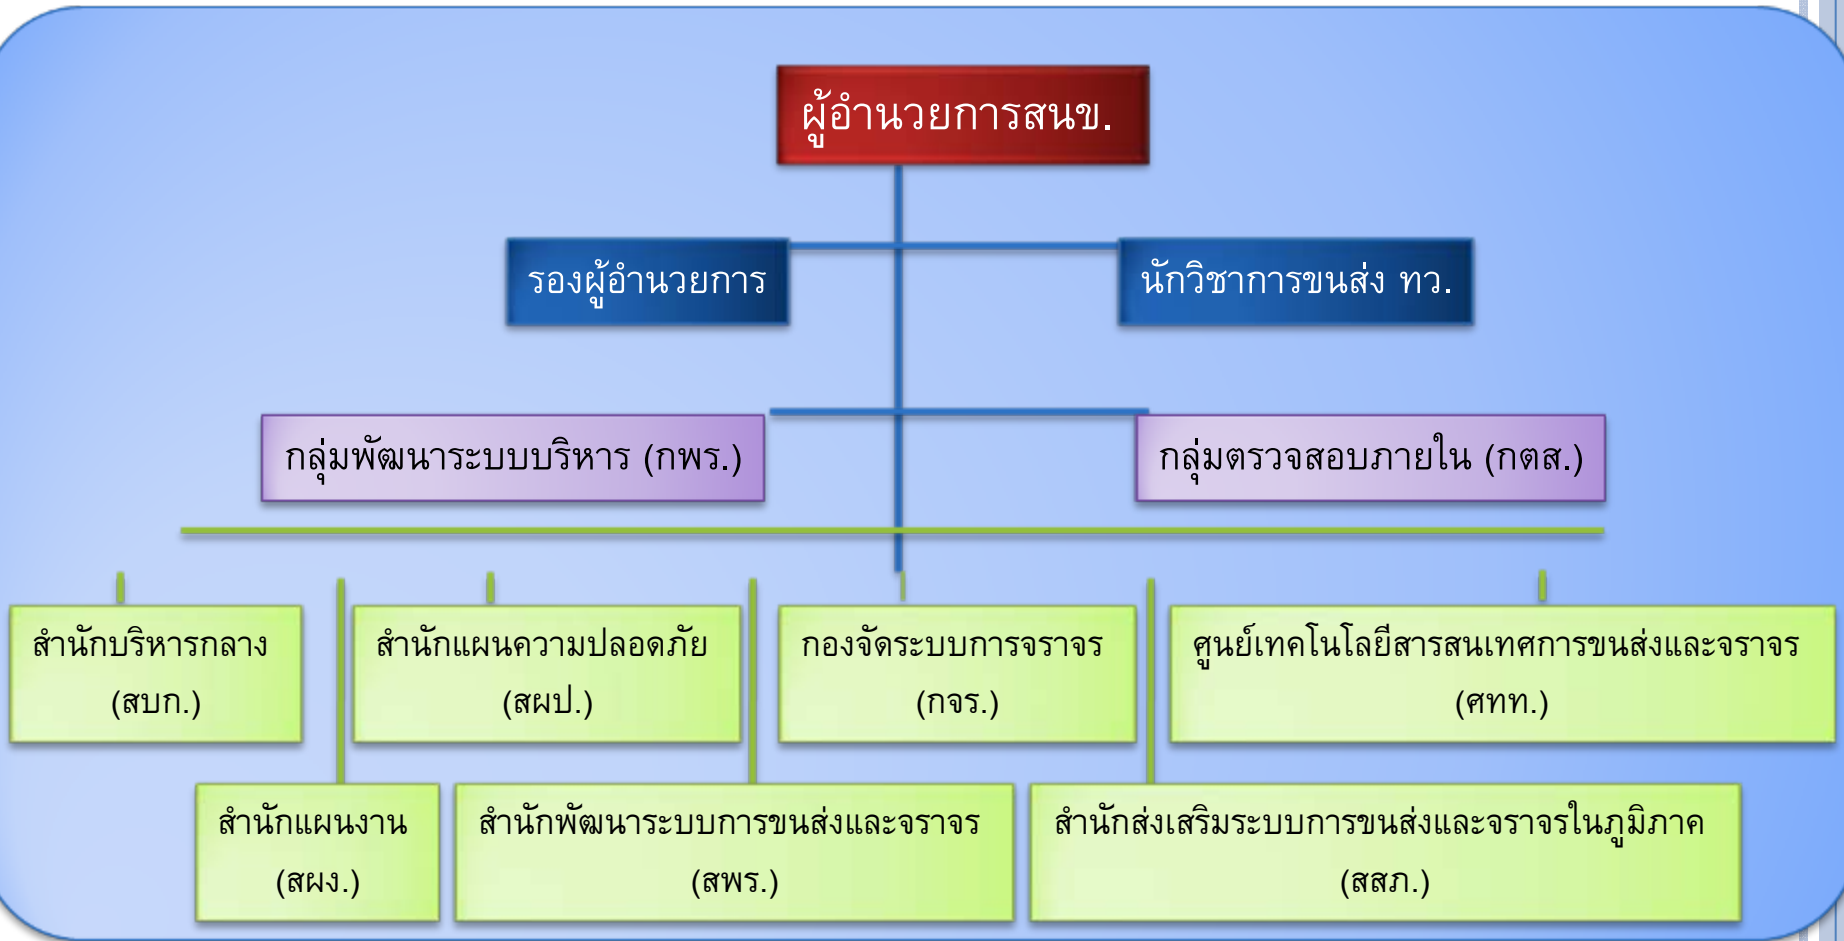 ผู้อำนวยการสนข.
รองผู้อำนวยการ
นักวิชาการขนส่ง ทว.
กลุ่มพัฒนาระบบบริหาร (กพร.)
กลุ่มตรวจสอบภายใน (กตส.)
สำนักบริหารกลาง
(สบก.)
สำนักแผนความปลอดภัย
(สผป.)
กองจัดระบบการจราจร
(กจร.)
ศูนย์เทคโนโลยีสารสนเทศการขนส่งและจราจร
(ศทท.)
สำนักแผนงาน
(สผง.)
สำนักพัฒนาระบบการขนส่งและจราจร
(สพร.)
สำนักส่งเสริมระบบการขนส่งและจราจรในภูมิภาค
(สสภ.)